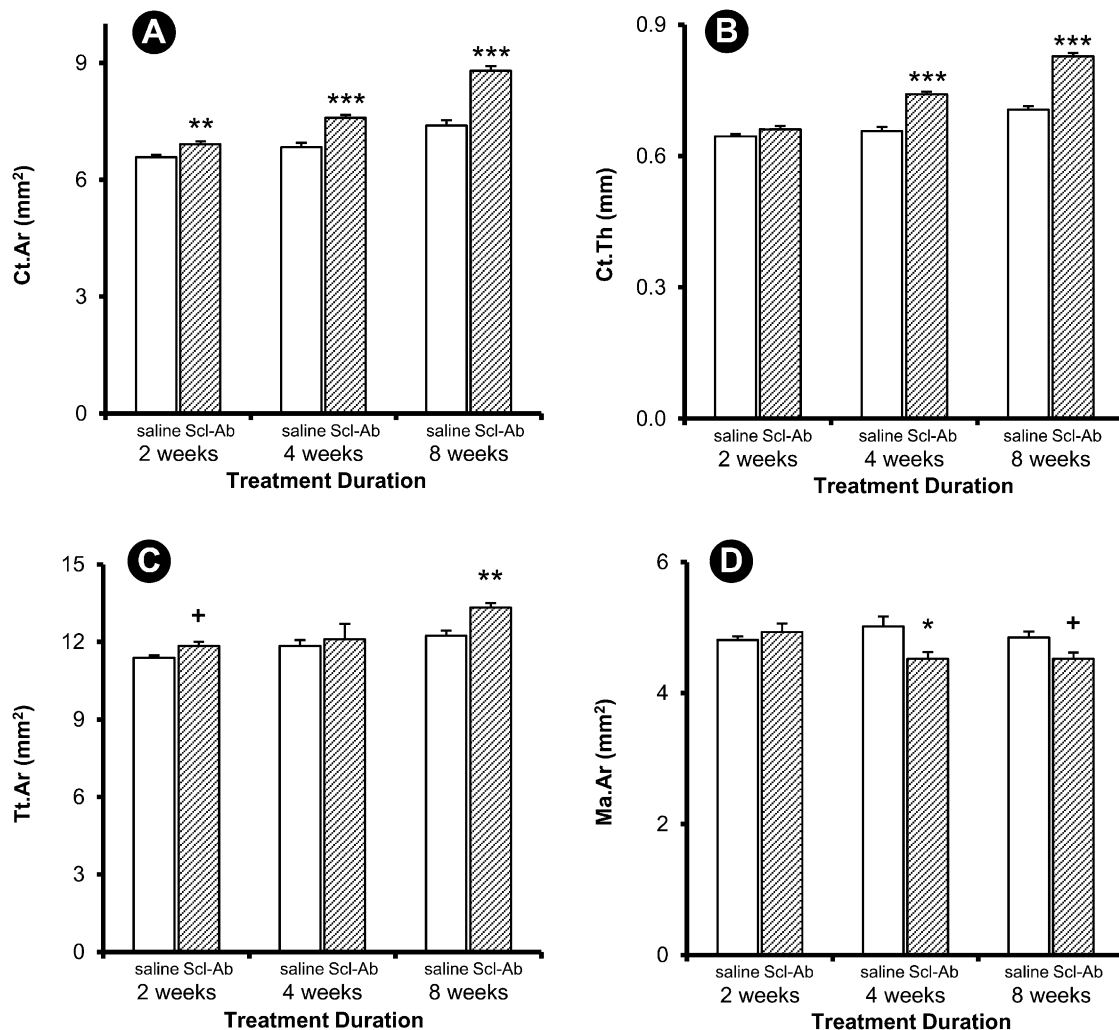 A
Ct.Ar (mm²)
9
6
3
0
**
***
***
saline Scl-Ab saline Scl-Ab saline Scl-Ab
2 weeks 4 weeks 8 weeks
Treatment Duration
B
Ct.Th (mm)
0.9
0.6
0.3
0.0
***
***
saline Scl-Ab saline Scl-Ab saline Scl-Ab
2 weeks 4 weeks 8 weeks
Treatment Duration
C
Tt.Ar (mm²)
15
12
9
6
3
0
+
**
saline Scl-Ab saline Scl-Ab saline Scl-Ab
2 weeks 4 weeks 8 weeks
Treatment Duration
D
Ma.Ar (mm²)
6
4
2
0
*
+
saline Scl-Ab saline Scl-Ab saline Scl-Ab
2 weeks 4 weeks 8 weeks
Treatment Duration